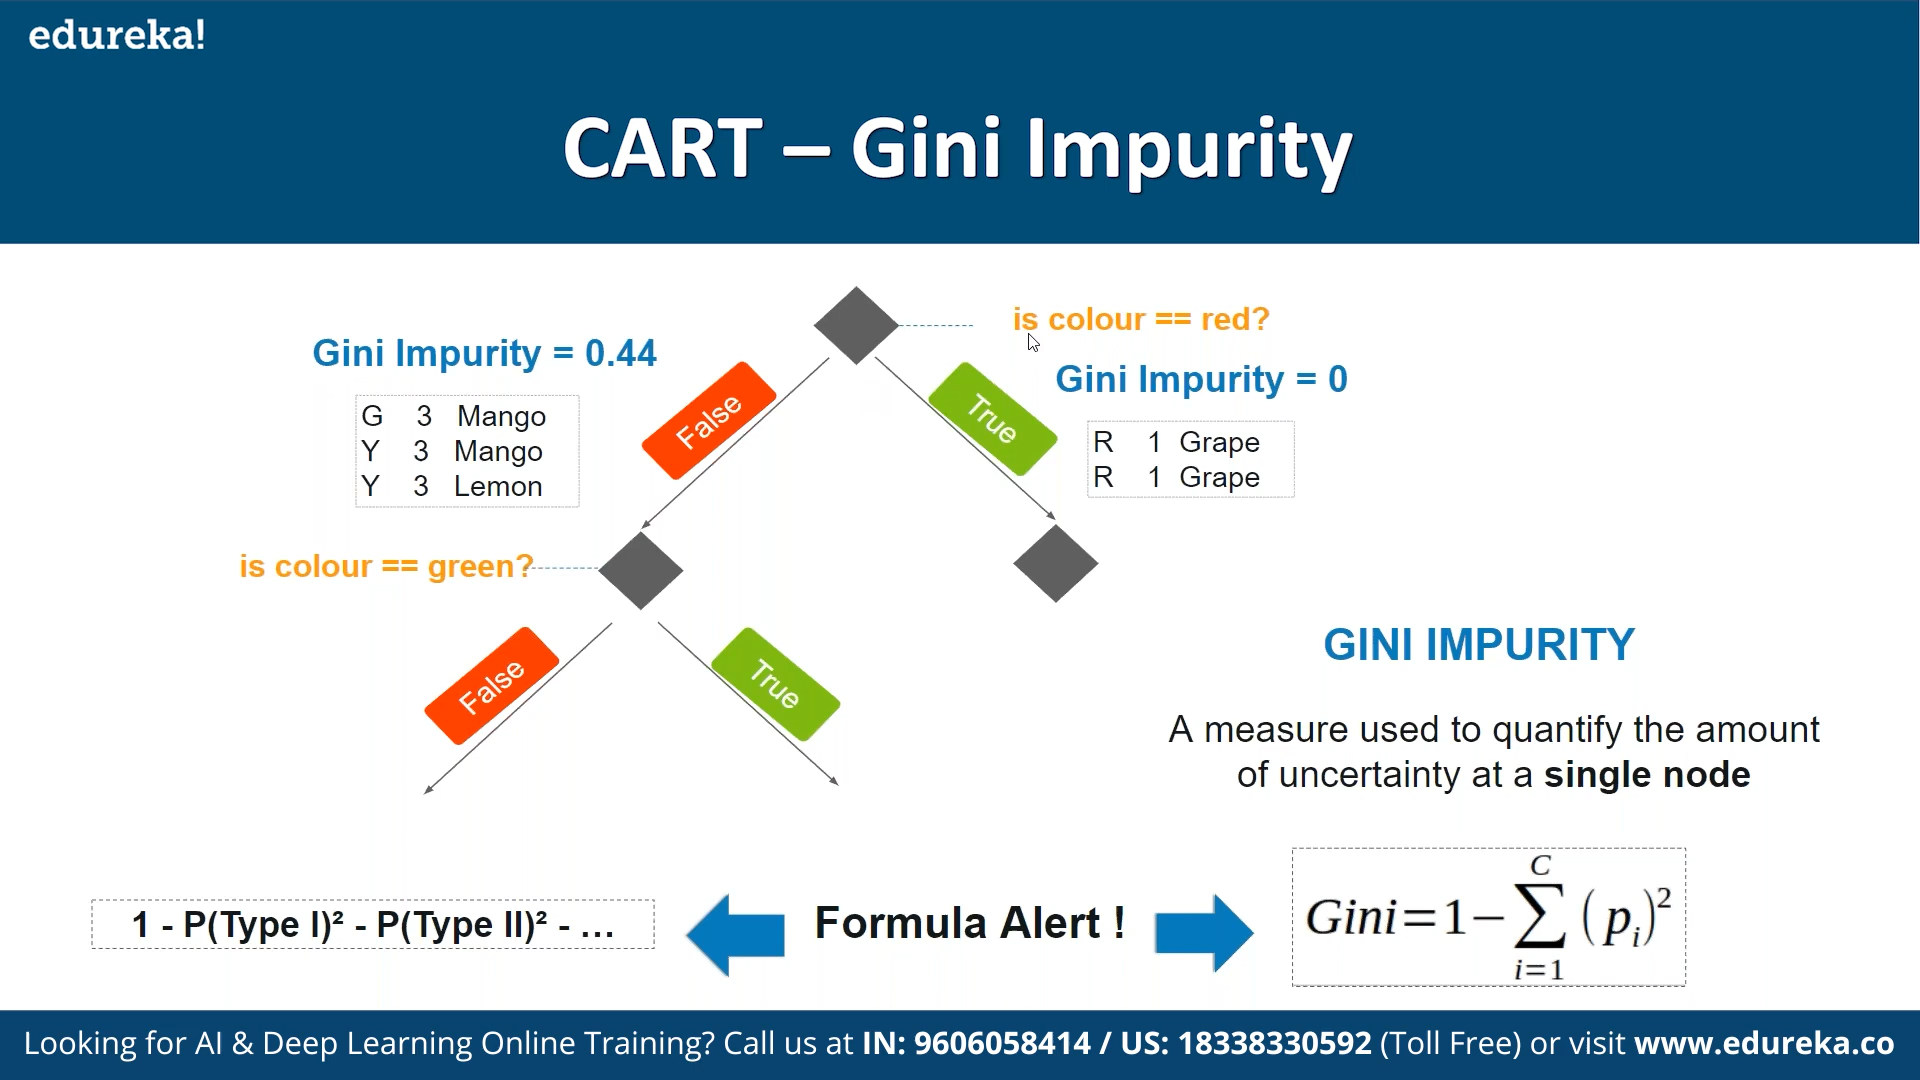 edureka!
CART – Gini Impurity
is colour == red?
Gini Impurity = 0.44
Gini Impurity = 0
False
True
G 3 Mango
Y 3 Mango
Y 3 Lemon
R 1 Grape
R 1 Grape
is colour == green?
False
True
GINI IMPURITY
A measure used to quantify the amount
of uncertainty at a single node
1 - P(Type I)² - P(Type II)² - ...
Formula Alert !
Gini=1−∑_{i=1}^{C}(p_i)²
Looking for AI & Deep Learning Online Training? Call us at IN: 9606058414 / US: 18338330592 (Toll Free) or visit www.edureka.co